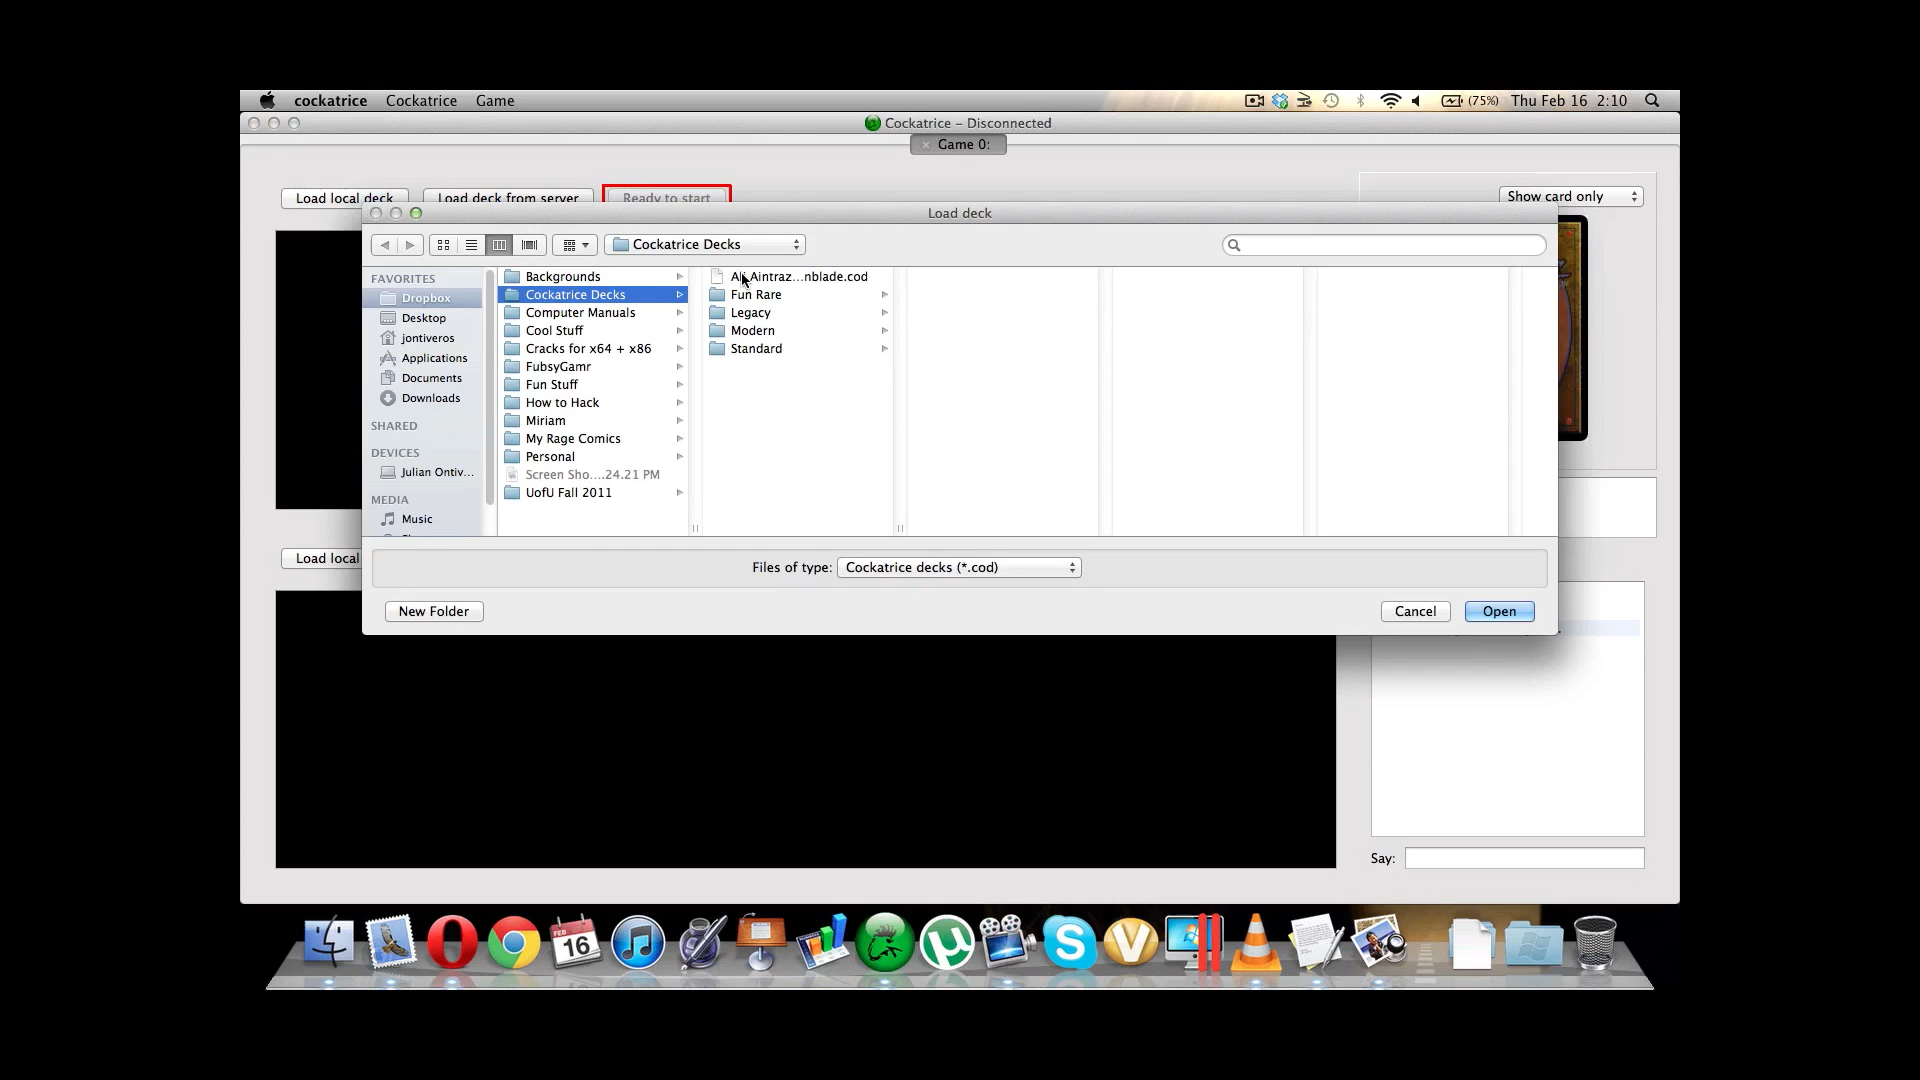 cockatrice Cockatrice Game (75%) Thu Feb 16 2:10
Cockatrice – Disconnected
Game 0:
Load local deck Load deck from server Ready to start Show card only
Load deck
Cockatrice Decks
FAVORITES
Dropbox
Desktop
jontiveros
Applications
Documents
Downloads
SHARED
DEVICES
Julian Ontiv...
MEDIA
Music
Backgrounds
Cockatrice Decks
Computer Manuals
Cool Stuff
Cracks for x64 + x86
FubsyGamr
Fun Stuff
How to Hack
Miriam
My Rage Comics
Personal
Screen Sho....24.21 PM
UofU Fall 2011
Aintraz...nblade.cod
Fun Rare
Legacy
Modern
Standard
Load local
Files of type: Cockatrice decks (*.cod)
New Folder Cancel Open
Say:
FEB
16